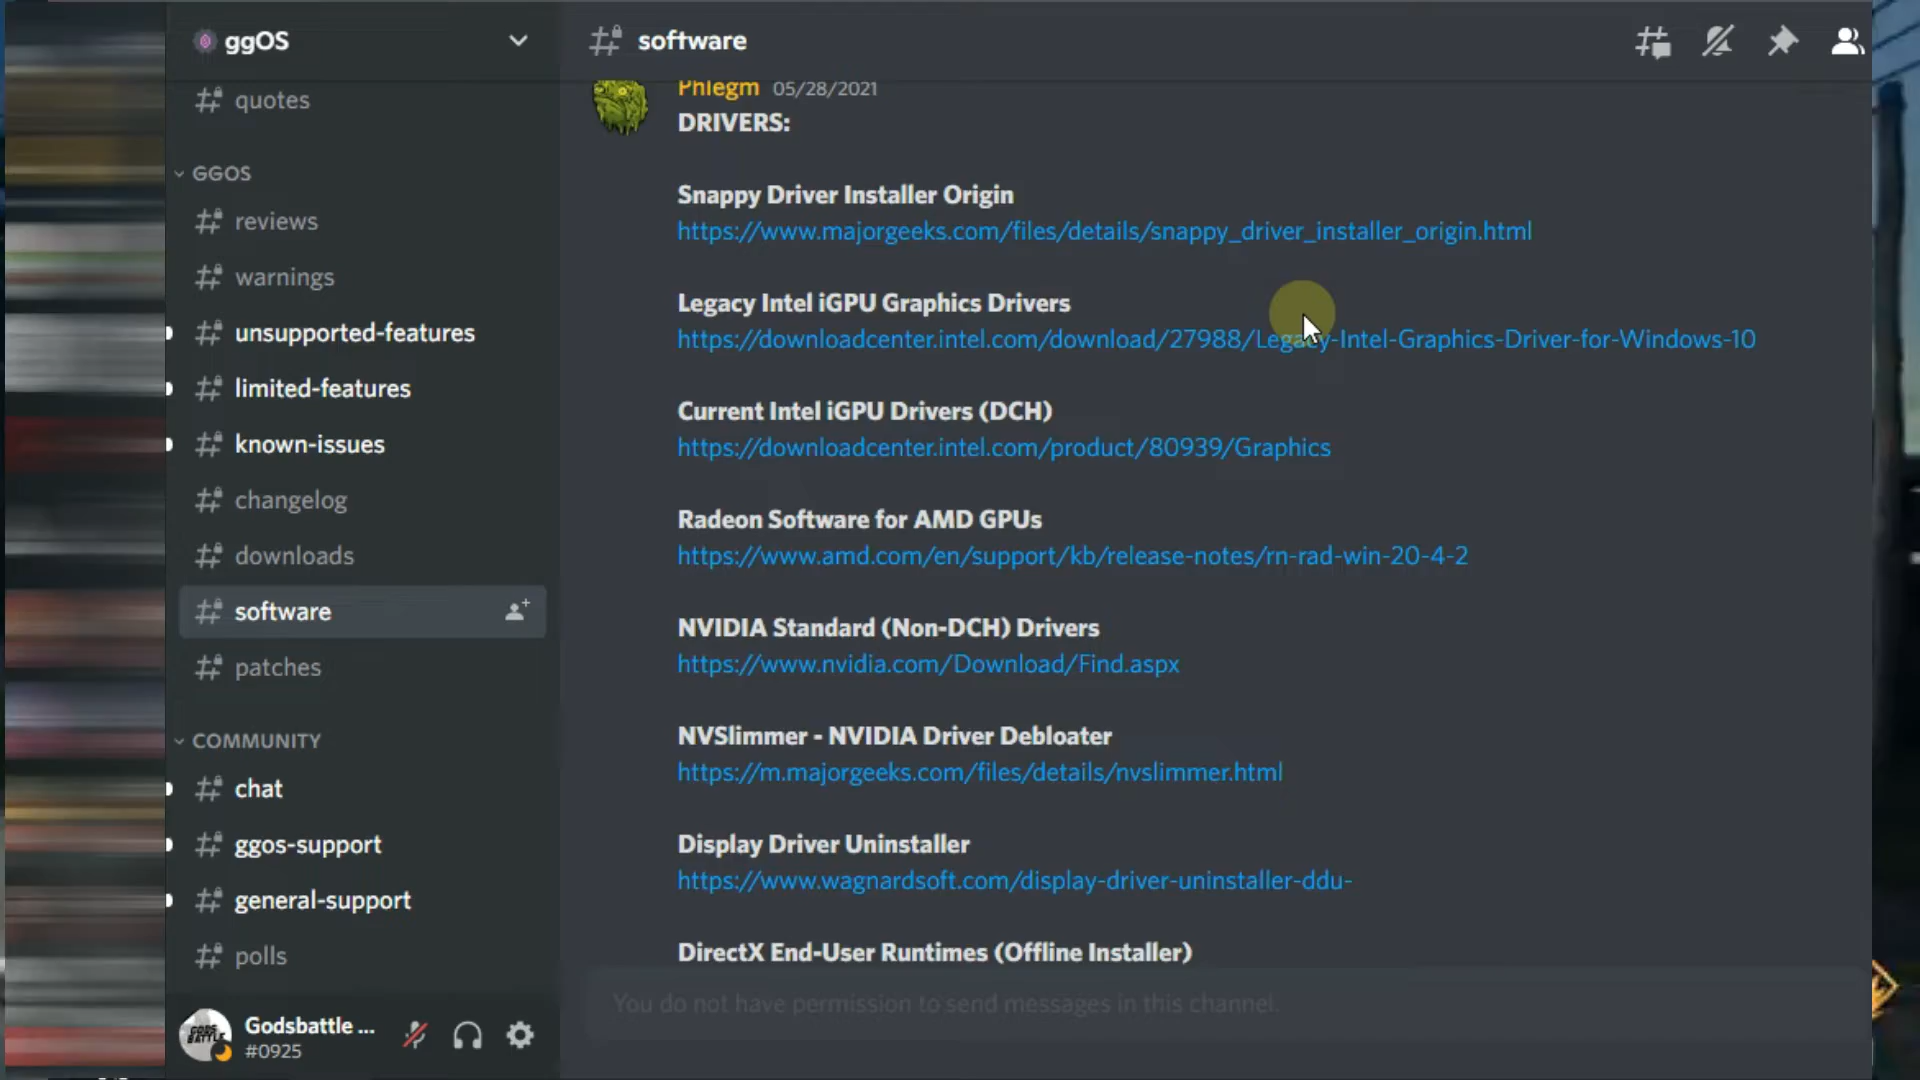 ggOS
quotes
GGOS
reviews
warnings
unsupported-features
limited-features
known-issues
changelog
downloads
software
patches
COMMUNITY
chat
ggos-support
general-support
polls
Godsbattle ...
#0925
software
Phlegm 05/28/2021
DRIVERS:
Snappy Driver Installer Origin
https://www.majorgeeks.com/files/details/snappy_driver_installer_origin.html
Legacy Intel iGPU Graphics Drivers
https://downloadcenter.intel.com/download/27988/Legacy-Intel-Graphics-Driver-for-Windows-10
Current Intel iGPU Drivers (DCH)
https://downloadcenter.intel.com/product/80939/Graphics
Radeon Software for AMD GPUs
https://www.amd.com/en/support/kb/release-notes/rn-rad-win-20-4-2
NVIDIA Standard (Non-DCH) Drivers
https://www.nvidia.com/Download/Find.aspx
NVSlimmer - NVIDIA Driver Debloater
https://m.majorgeeks.com/files/details/nvslimmer.html
Display Driver Uninstaller
https://www.wagnardsoft.com/display-driver-uninstaller-ddu-
DirectX End-User Runtimes (Offline Installer)
You do not have permission to send messages in this channel.